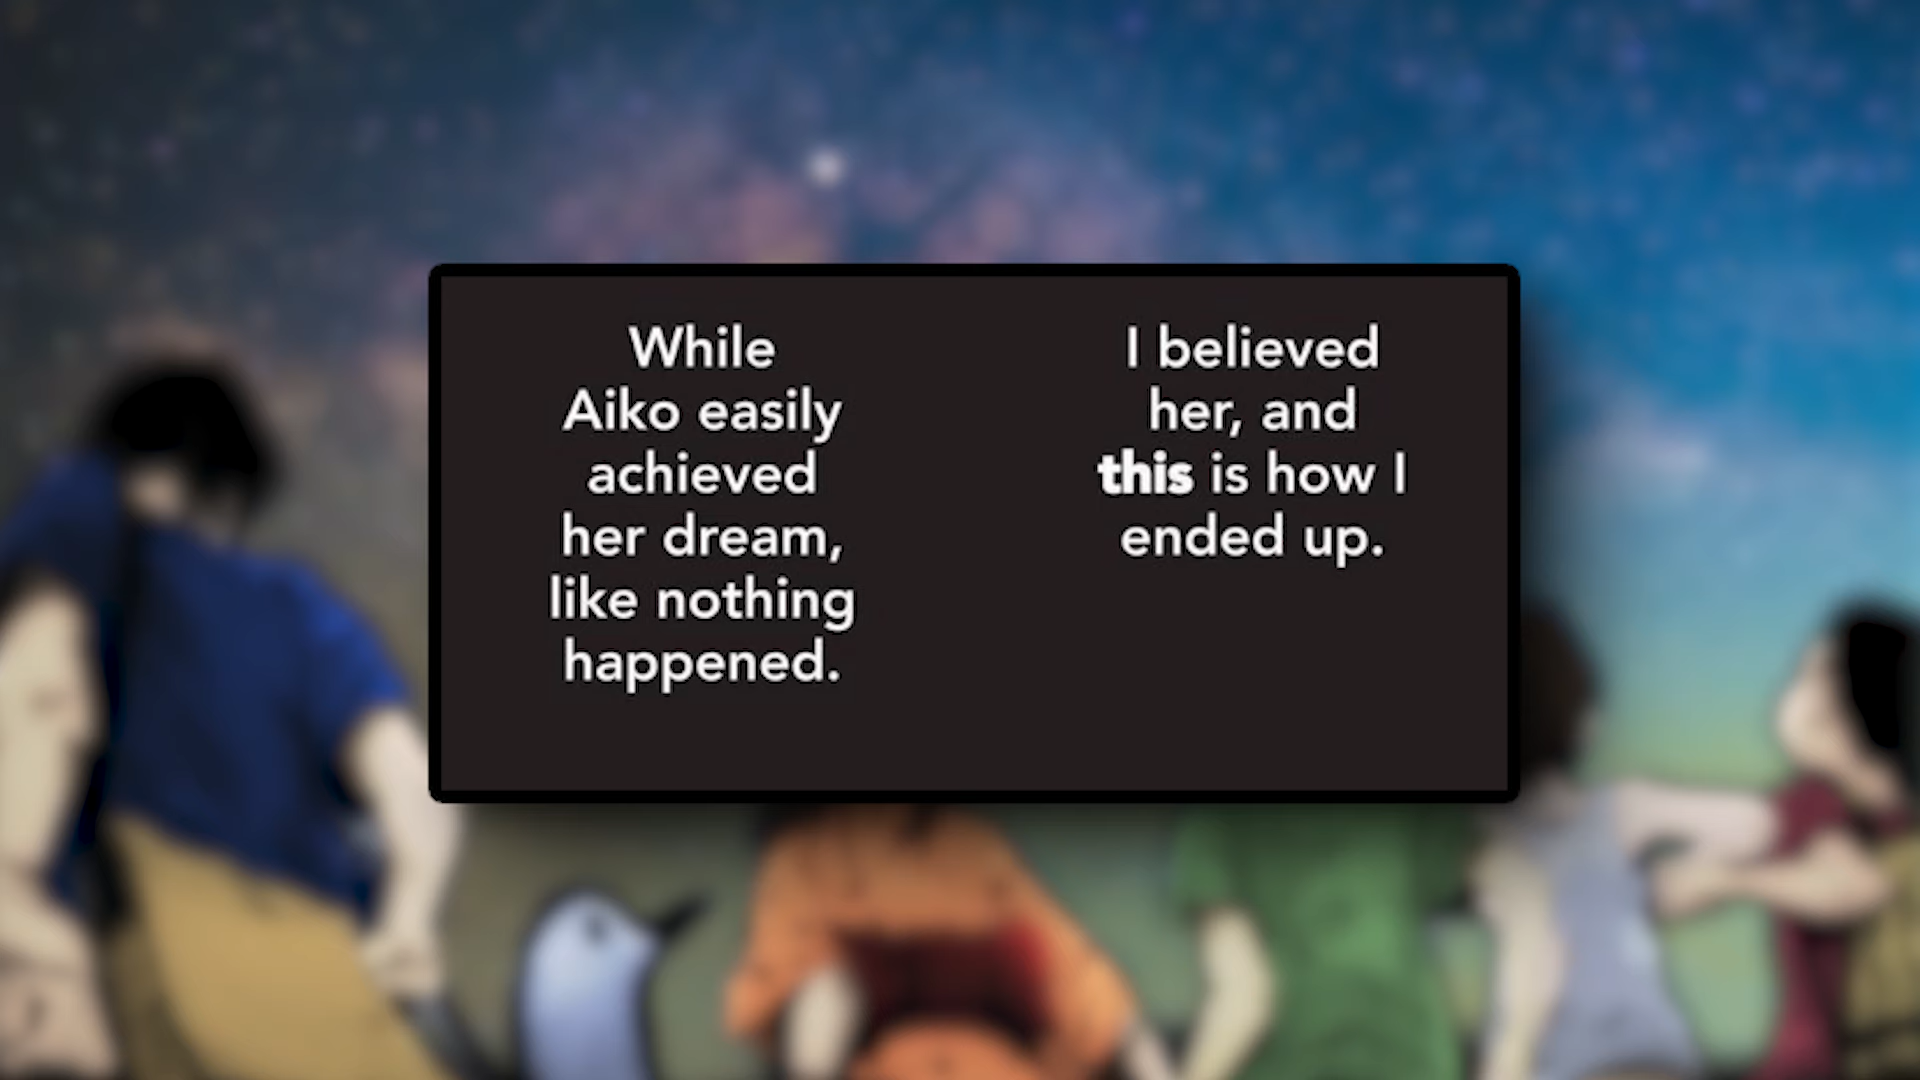 While
Aiko easily
achieved
her dream,
like nothing
happened.
I believed
her, and
this is how I
ended up.